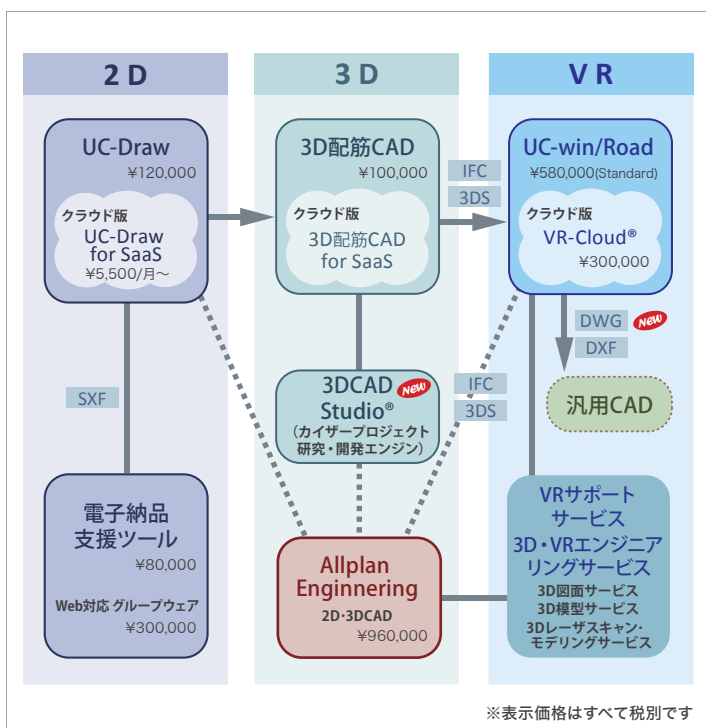 2D
UC-Draw
¥120,000
クラウド版
UC-Draw
for SaaS
¥5,500/月～
SXF
電子納品
支援ツール
¥80,000
Web対応 グループウェア
¥300,000
3D
3D配筋CAD
¥100,000
クラウド版
3D配筋CAD
for SaaS
3DCAD
Studio®
New
（カイザープロジェクト
研究・開発エンジン）
Allplan
Enginnering
2D・3DCAD
¥960,000
IFC
3DS
IFC
3DS
VR
UC-win/Road
¥580,000(Standard)
クラウド版
VR-Cloud®
¥300,000
DWG
New
DXF
汎用CAD
VRサポート
サービス
3D・VRエンジニア
リングサービス
3D図面サービス
3D模型サービス
3Dレーザスキャン・
モデリングサービス
※表示価格はすべて税別です